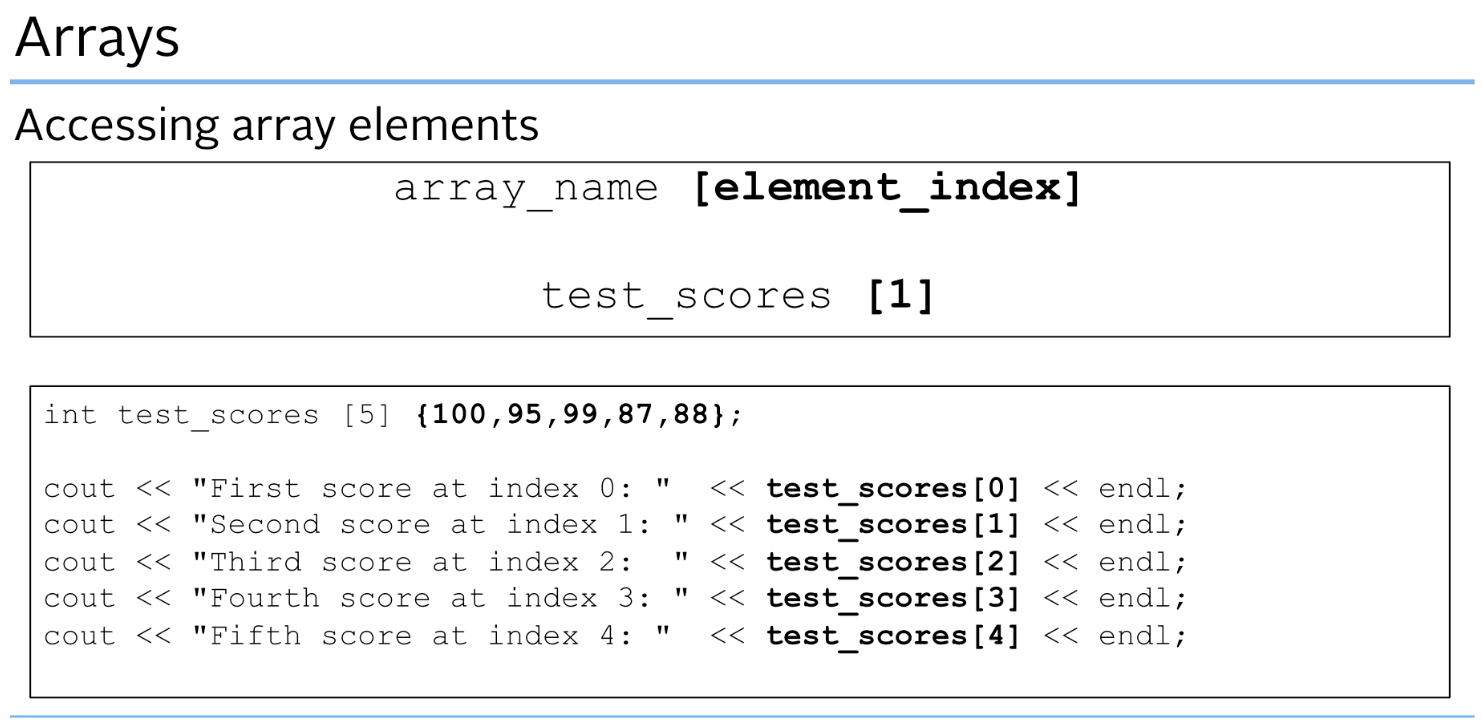 Arrays
Accessing array elements
array_name [element_index]
test_scores [1]
int test_scores [5] {100,95,99,87,88};
cout << "First score at index 0: "  << test_scores[0] << endl;
cout << "Second score at index 1: " << test_scores[1] << endl;
cout << "Third score at index 2:  " << test_scores[2] << endl;
cout << "Fourth score at index 3: " << test_scores[3] << endl;
cout << "Fifth score at index 4: "  << test_scores[4] << endl;